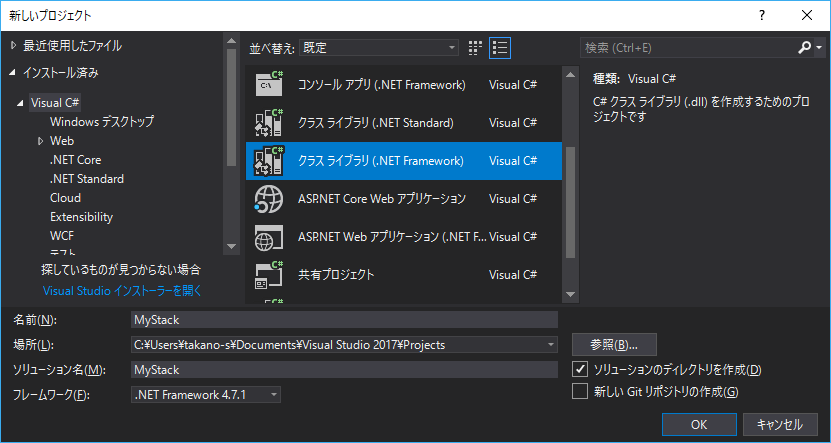 新しいプロジェクト
? ×
最近使用したファイル
インストール済み
Visual C#
Windows デスクトップ
Web
.NET Core
.NET Standard
Cloud
Extensibility
WCF
テスト
探しているものが見つからない場合
Visual Studio インストーラーを開く
並べ替え: 既定
コンソール アプリ (.NET Framework) Visual C#
クラス ライブラリ (.NET Standard) Visual C#
クラス ライブラリ (.NET Framework) Visual C#
ASP.NET Core Web アプリケーション Visual C#
ASP.NET Web アプリケーション (.NET F... Visual C#
共有プロジェクト Visual C#
検索 (Ctrl+E)
種類: Visual C#
C# クラス ライブラリ (.dll) を作成するためのプロ
ジェクトです
名前(N): MyStack
場所(L): C:¥Users¥takano-s¥Documents¥Visual Studio 2017¥Projects
参照(B)...
ソリューション名(M): MyStack
ソリューションのディレクトリを作成(D)
フレームワーク(F): .NET Framework 4.7.1
新しい Git リポジトリの作成(G)
OK キャンセル